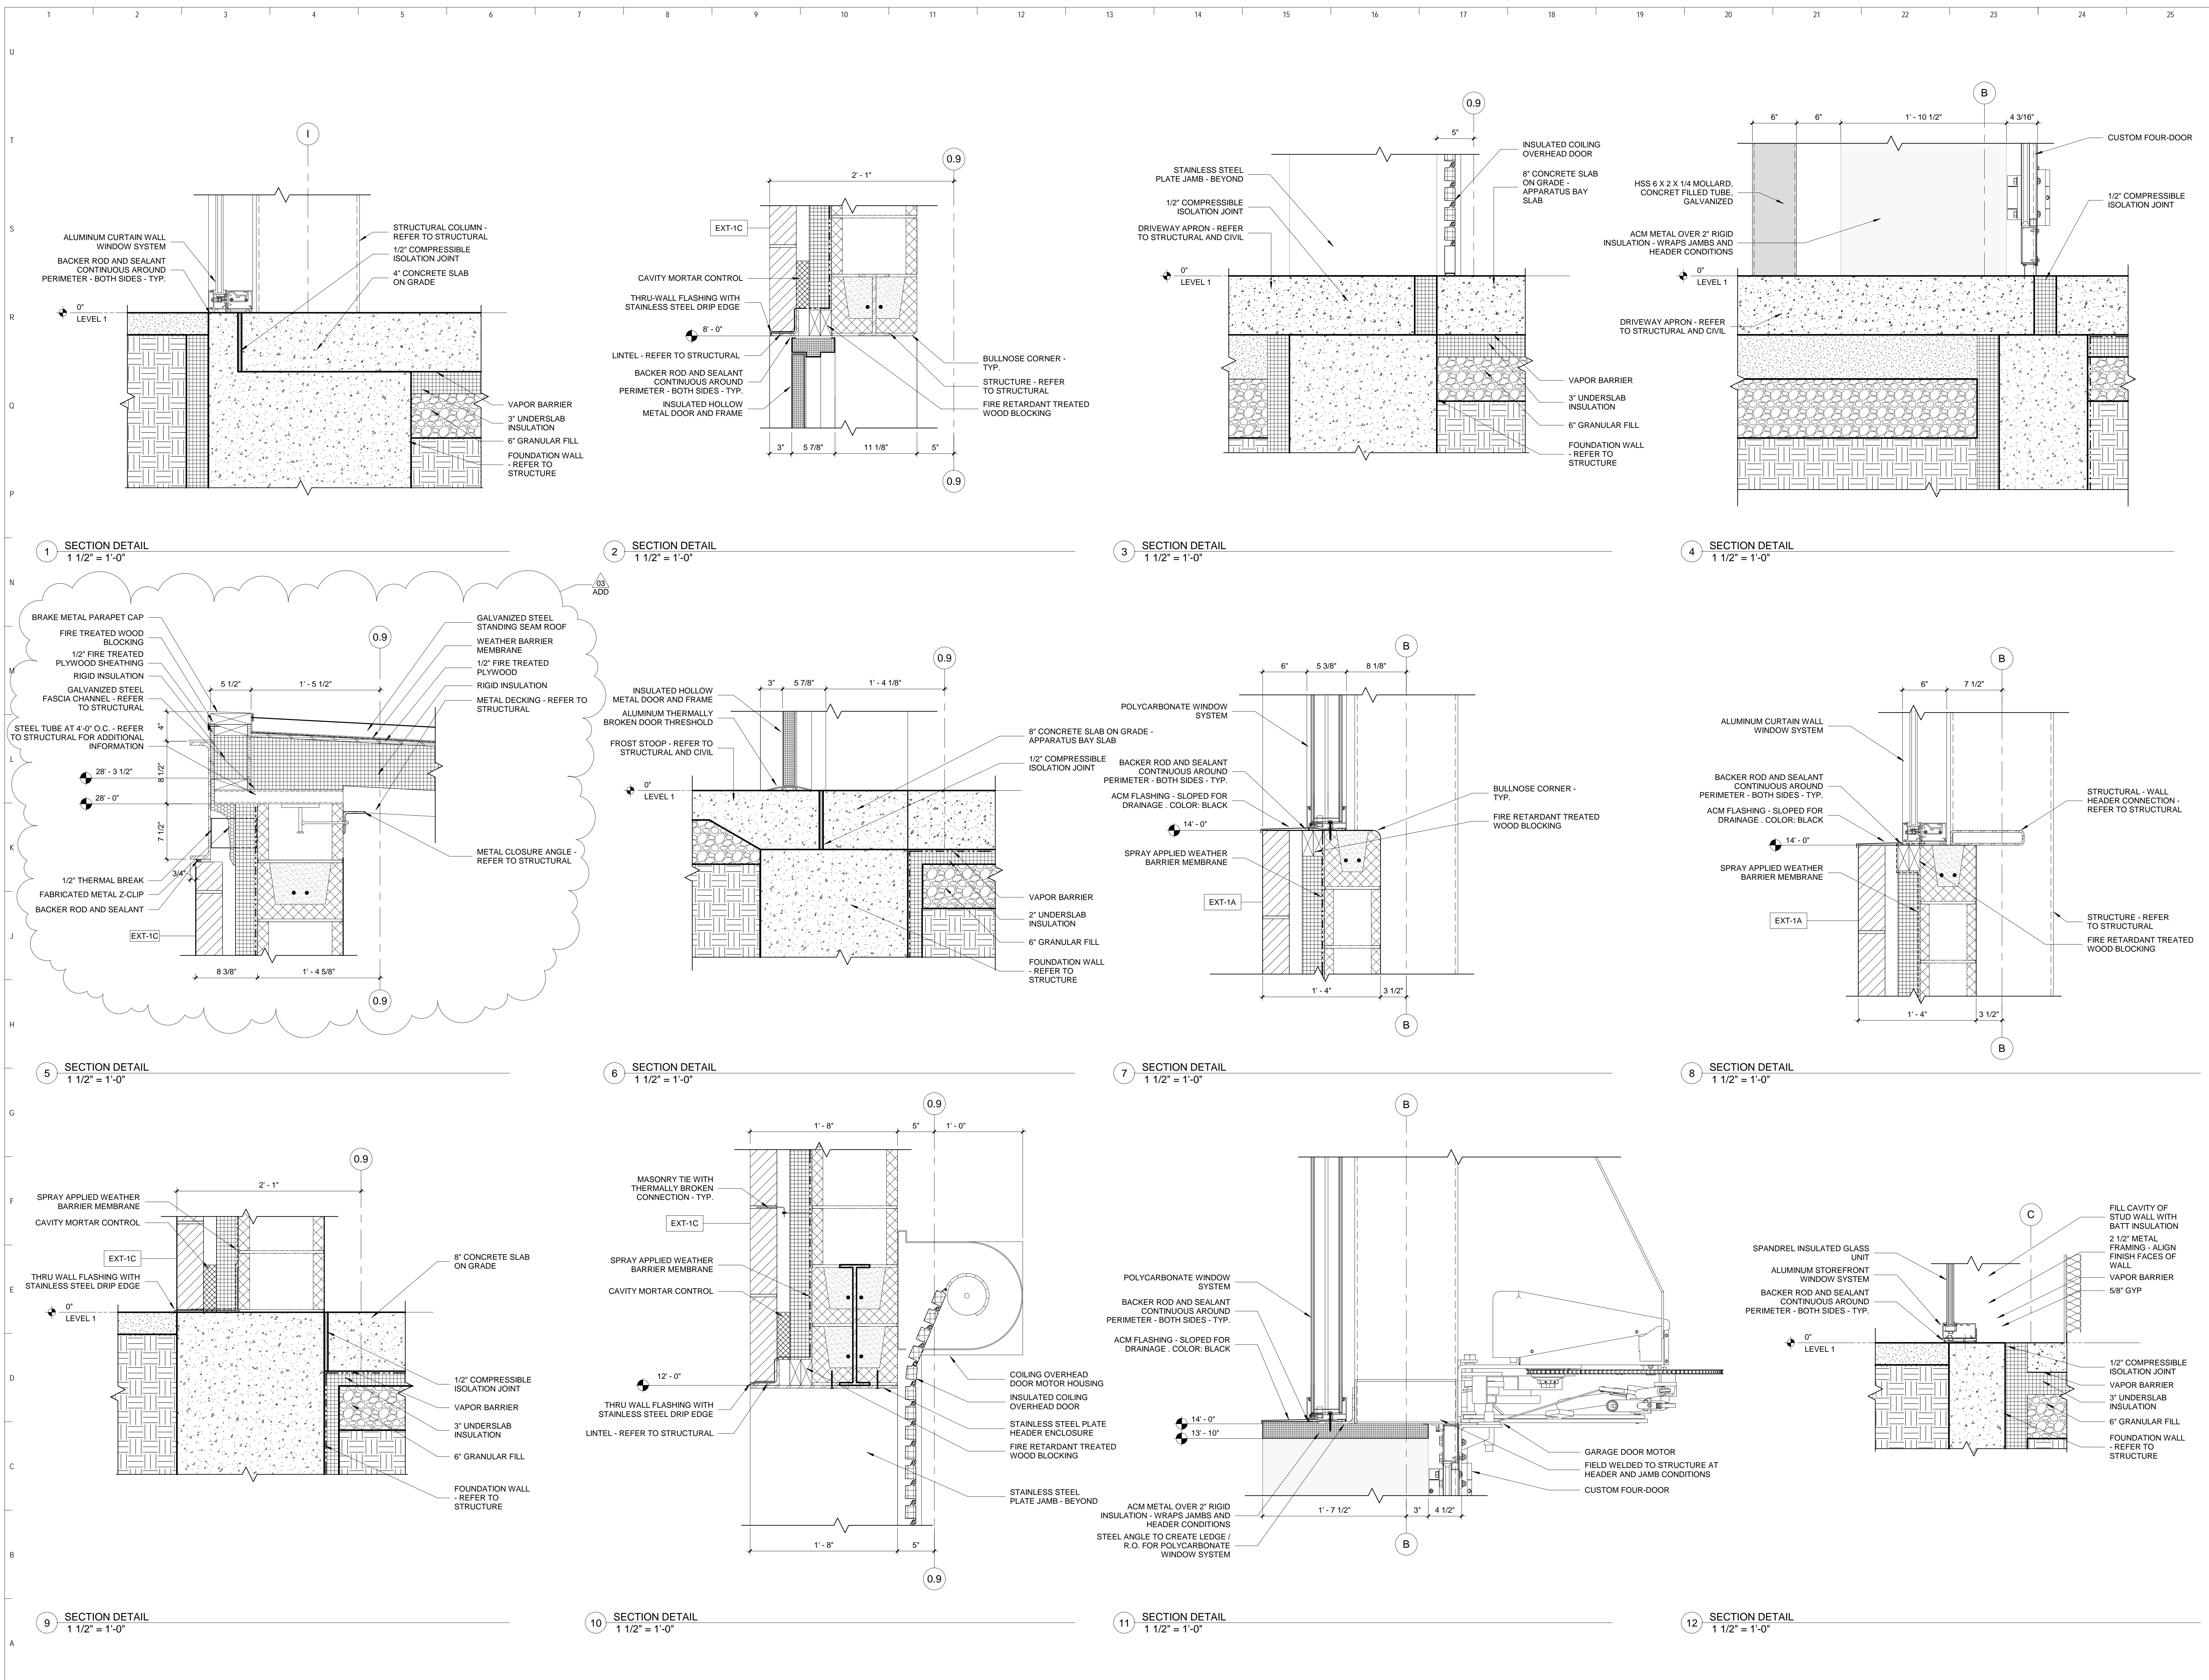 1 2 3 4 5 6 7 8 9 10 11 12 13 14 15 16 17 18 19 20 21 22 23 24 25
U
T
S
R
Q
P
N
M
L
K
J
H
G
F
E
D
C
B
A
I
ALUMINUM CURTAIN WALL
WINDOW SYSTEM
BACKER ROD AND SEALANT
CONTINUOUS AROUND
PERIMETER - BOTH SIDES - TYP.
0"
LEVEL 1
STRUCTURAL COLUMN -
REFER TO STRUCTURAL
1/2" COMPRESSIBLE
ISOLATION JOINT
4" CONCRETE SLAB
ON GRADE
VAPOR BARRIER
3" UNDERSLAB
INSULATION
6" GRANULAR FILL
FOUNDATION WALL
- REFER TO
STRUCTURE
1 SECTION DETAIL
1 1/2" = 1'-0"
0.9
2' - 1"
EXT-1C
CAVITY MORTAR CONTROL
THRU-WALL FLASHING WITH
STAINLESS STEEL DRIP EDGE
8' - 0"
LINTEL - REFER TO STRUCTURAL
BACKER ROD AND SEALANT
CONTINUOUS AROUND
PERIMETER - BOTH SIDES - TYP.
INSULATED HOLLOW
METAL DOOR AND FRAME
BULLNOSE CORNER -
TYP.
STRUCTURE - REFER
TO STRUCTURAL
FIRE RETARDANT TREATED
WOOD BLOCKING
3" 5 7/8" 11 1/8" 5"
0.9
2 SECTION DETAIL
1 1/2" = 1'-0"
0.9
5"
STAINLESS STEEL
PLATE JAMB - BEYOND
1/2" COMPRESSIBLE
ISOLATION JOINT
DRIVEWAY APRON - REFER
TO STRUCTURAL AND CIVIL
0"
LEVEL 1
INSULATED COILING
OVERHEAD DOOR
8" CONCRETE SLAB
ON GRADE -
APPARATUS BAY
SLAB
VAPOR BARRIER
3" UNDERSLAB
INSULATION
6" GRANULAR FILL
FOUNDATION WALL
- REFER TO
STRUCTURE
3 SECTION DETAIL
1 1/2" = 1'-0"
B
6" 6" 1' - 10 1/2" 4 3/16"
CUSTOM FOUR-DOOR
HSS 6 X 2 X 1/4 MOLLARD,
CONCRET FILLED TUBE,
GALVANIZED
1/2" COMPRESSIBLE
ISOLATION JOINT
ACM METAL OVER 2" RIGID
INSULATION - WRAPS JAMBS AND
HEADER CONDITIONS
0"
LEVEL 1
DRIVEWAY APRON - REFER
TO STRUCTURAL AND CIVIL
4 SECTION DETAIL
1 1/2" = 1'-0"
03
ADD
BRAKE METAL PARAPET CAP
FIRE TREATED WOOD
BLOCKING
1/2" FIRE TREATED
PLYWOOD SHEATHING
RIGID INSULATION
GALVANIZED STEEL
FASCIA CHANNEL - REFER
TO STRUCTURAL
STEEL TUBE AT 4'-0" O.C. - REFER
TO STRUCTURAL FOR ADDITIONAL
INFORMATION
28' - 3 1/2"
28' - 0"
5 1/2" 1' - 5 1/2"
4"
8 1/2"
7 1/2"
3/4"
0.9
GALVANIZED STEEL
STANDING SEAM ROOF
WEATHER BARRIER
MEMBRANE
1/2" FIRE TREATED
PLYWOOD
RIGID INSULATION
METAL DECKING - REFER TO
STRUCTURAL
METAL CLOSURE ANGLE -
REFER TO STRUCTURAL
1/2" THERMAL BREAK
FABRICATED METAL Z-CLIP
BACKER ROD AND SEALANT
EXT-1C
8 3/8" 1' - 4 5/8"
0.9
5 SECTION DETAIL
1 1/2" = 1'-0"
0.9
3" 5 7/8" 1' - 4 1/8"
INSULATED HOLLOW
METAL DOOR AND FRAME
ALUMINUM THERMALLY
BROKEN DOOR THRESHOLD
FROST STOOP - REFER TO
STRUCTURAL AND CIVIL
0"
LEVEL 1
8" CONCRETE SLAB ON GRADE -
APPARATUS BAY SLAB
1/2" COMPRESSIBLE
ISOLATION JOINT
VAPOR BARRIER
2" UNDERSLAB
INSULATION
6" GRANULAR FILL
FOUNDATION WALL
- REFER TO
STRUCTURE
6 SECTION DETAIL
1 1/2" = 1'-0"
B
6" 5 3/8" 8 1/8"
POLYCARBONATE WINDOW
SYSTEM
BACKER ROD AND SEALANT
CONTINUOUS AROUND
PERIMETER - BOTH SIDES - TYP.
ACM FLASHING - SLOPED FOR
DRAINAGE . COLOR: BLACK
14' - 0"
SPRAY APPLIED WEATHER
BARRIER MEMBRANE
EXT-1A
BULLNOSE CORNER -
TYP.
FIRE RETARDANT TREATED
WOOD BLOCKING
1' - 4" 3 1/2"
B
7 SECTION DETAIL
1 1/2" = 1'-0"
B
6" 7 1/2"
ALUMINUM CURTAIN WALL
WINDOW SYSTEM
BACKER ROD AND SEALANT
CONTINUOUS AROUND
PERIMETER - BOTH SIDES - TYP.
ACM FLASHING - SLOPED FOR
DRAINAGE . COLOR: BLACK
14' - 0"
SPRAY APPLIED WEATHER
BARRIER MEMBRANE
EXT-1A
STRUCTURAL - WALL
HEADER CONNECTION -
REFER TO STRUCTURAL
STRUCTURE - REFER
TO STRUCTURAL
FIRE RETARDANT TREATED
WOOD BLOCKING
1' - 4" 3 1/2"
B
8 SECTION DETAIL
1 1/2" = 1'-0"
0.9
2' - 1"
SPRAY APPLIED WEATHER
BARRIER MEMBRANE
CAVITY MORTAR CONTROL
EXT-1C
THRU WALL FLASHING WITH
STAINLESS STEEL DRIP EDGE
0"
LEVEL 1
8" CONCRETE SLAB
ON GRADE
1/2" COMPRESSIBLE
ISOLATION JOINT
VAPOR BARRIER
3" UNDERSLAB
INSULATION
6" GRANULAR FILL
FOUNDATION WALL
- REFER TO
STRUCTURE
9 SECTION DETAIL
1 1/2" = 1'-0"
0.9
1' - 8" 5" 1' - 0"
MASONRY TIE WITH
THERMALLY BROKEN
CONNECTION - TYP.
EXT-1C
SPRAY APPLIED WEATHER
BARRIER MEMBRANE
CAVITY MORTAR CONTROL
12' - 0"
THRU WALL FLASHING WITH
STAINLESS STEEL DRIP EDGE
LINTEL - REFER TO STRUCTURAL
COILING OVERHEAD
DOOR MOTOR HOUSING
INSULATED COILING
OVERHEAD DOOR
STAINLESS STEEL PLATE
HEADER ENCLOSURE
FIRE RETARDANT TREATED
WOOD BLOCKING
STAINLESS STEEL
PLATE JAMB - BEYOND
1' - 8" 5"
0.9
10 SECTION DETAIL
1 1/2" = 1'-0"
B
POLYCARBONATE WINDOW
SYSTEM
BACKER ROD AND SEALANT
CONTINUOUS AROUND
PERIMETER - BOTH SIDES - TYP.
ACM FLASHING - SLOPED FOR
DRAINAGE . COLOR: BLACK
14' - 0"
13' - 10"
GARAGE DOOR MOTOR
FIELD WELDED TO STRUCTURE AT
HEADER AND JAMB CONDITIONS
CUSTOM FOUR-DOOR
1' - 7 1/2" 3" 4 1/2"
ACM METAL OVER 2" RIGID
INSULATION - WRAPS JAMBS AND
HEADER CONDITIONS
STEEL ANGLE TO CREATE LEDGE /
R.O. FOR POLYCARBONATE
WINDOW SYSTEM
B
11 SECTION DETAIL
1 1/2" = 1'-0"
C
SPANDREL INSULATED GLASS
UNIT
ALUMINUM STOREFRONT
WINDOW SYSTEM
BACKER ROD AND SEALANT
CONTINUOUS AROUND
PERIMETER - BOTH SIDES - TYP.
0"
LEVEL 1
FILL CAVITY OF
STUD WALL WITH
BATT INSULATION
2 1/2" METAL
FRAMING - ALIGN
FINISH FACES OF
WALL
VAPOR BARRIER
5/8" GYP
1/2" COMPRESSIBLE
ISOLATION JOINT
VAPOR BARRIER
3" UNDERSLAB
INSULATION
6" GRANULAR FILL
FOUNDATION WALL
- REFER TO
STRUCTURE
12 SECTION DETAIL
1 1/2" = 1'-0"